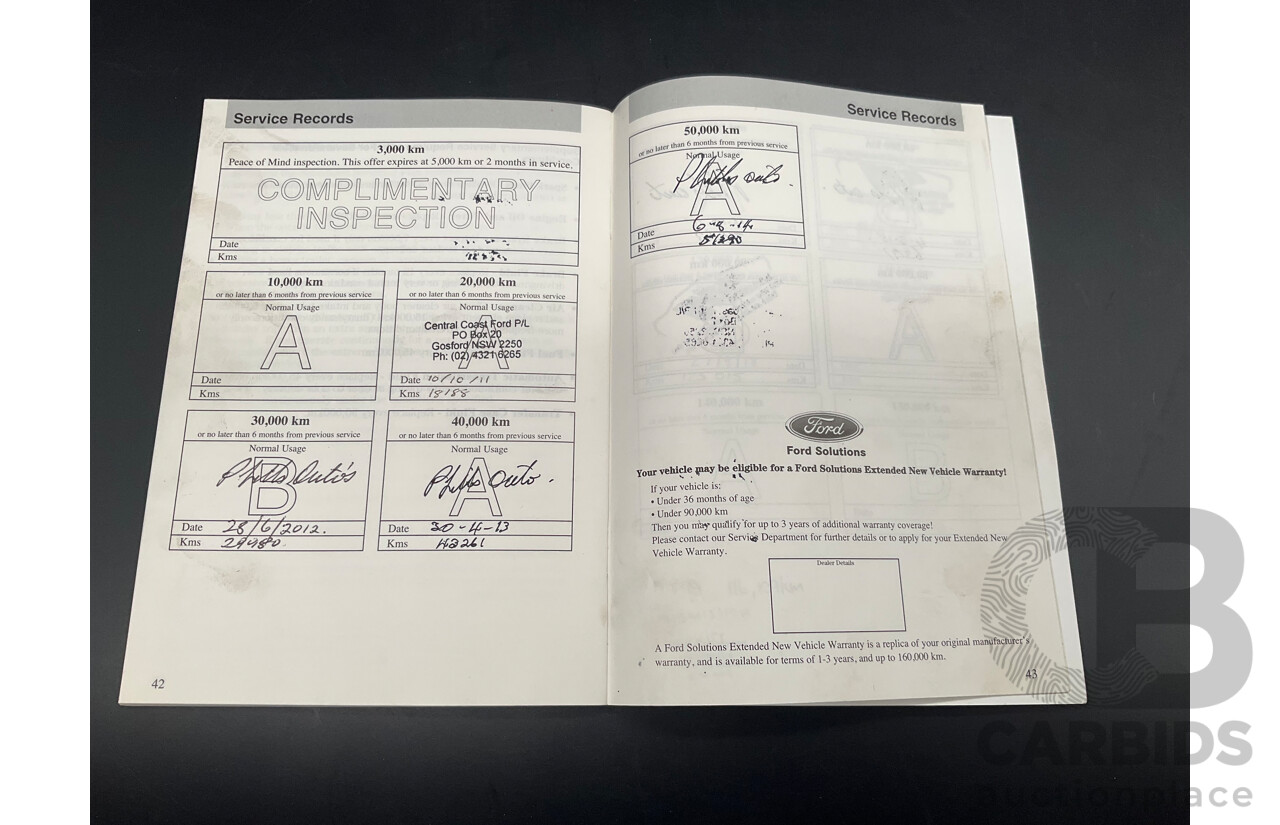 Service Records
3,000 km
Peace of Mind inspection. This offer expires at 5,000 km or 2 months in service.
COMPLIMENTARY
INSPECTION
Date
Kms
10,000 km
or no later than 6 months from previous service
Normal Usage
A
Date
Kms
20,000 km
or no later than 6 months from previous service
Normal Usage
A
Central Coast Ford P/L
PO Box 20
Gosford NSW 2250
Ph: (02) 4321 6265
Date 10/10/11
Kms 18188
30,000 km
or no later than 6 months from previous service
Normal Usage
B
Date 28/6/2012.
Kms 29980
40,000 km
or no later than 6 months from previous service
Normal Usage
A
Date 30-4-13
Kms 43261
42
Service Records
50,000 km
or no later than 6 months from previous service
Normal Usage
A
Date 6-8-14
Kms 51290
Ford
Ford Solutions
Your vehicle may be eligible for a Ford Solutions Extended New Vehicle Warranty!
If your vehicle is:
• Under 36 months of age
• Under 90,000 km
Then you may qualify for up to 3 years of additional warranty coverage!
Please contact our Service Department for further details or to apply for your Extended New
Vehicle Warranty.
Dealer Details
A Ford Solutions Extended New Vehicle Warranty is a replica of your original manufacturer's
warranty, and is available for terms of 1-3 years, and up to 160,000 km.
43
CB
CARBIDS
auctionplace